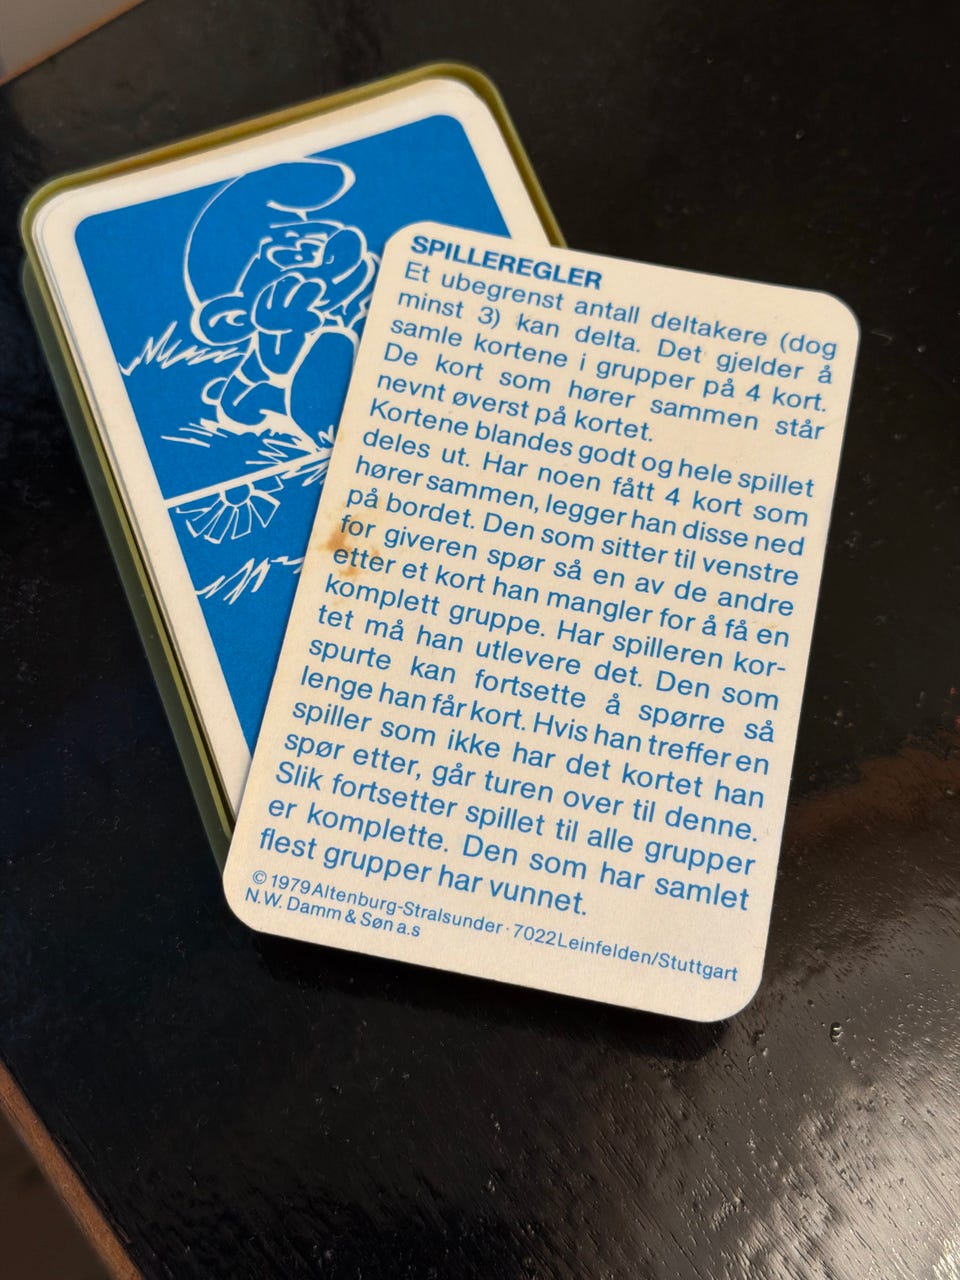 SPILLEREGLER
Et ubegrenst antall deltakere (dog
minst 3) kan delta. Det gjelder å
samle kortene i grupper på 4 kort.
De kort som hører sammen står
nevnt øverst på kortet.
Kortene blandes godt og hele spillet
deles ut. Har noen fått 4 kort som
hører sammen, legger han disse ned
på bordet. Den som sitter til venstre
for giveren spør så en av de andre
etter et kort han mangler for å få en
komplett gruppe. Har spilleren kor-
tet må han utlevere det. Den som
spurte kan fortsette å spørre så
lenge han får kort. Hvis han treffer en
spiller som ikke har det kortet han
spør etter, går turen over til denne.
Slik fortsetter spillet til alle grupper
er komplette. Den som har samlet
flest grupper har vunnet.
© 1979 Altenburg-Stralsunder · 7022 Leinfelden/Stuttgart
N.W. Damm & Søn a.s